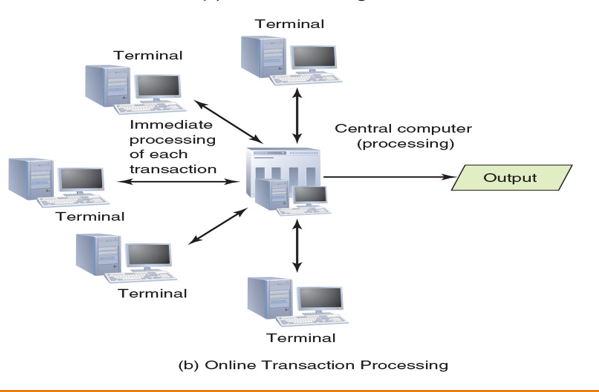 Terminal
Terminal
Immediate
processing
of each
transaction
Central computer
(processing)
Output
Terminal
Terminal
Terminal
(b) Online Transaction Processing